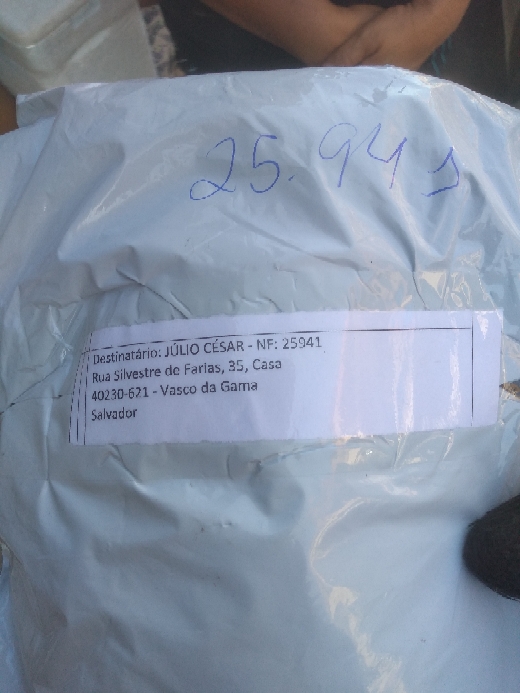 25.941
Destinatário: JÚLIO CÉSAR - NF: 25941
Rua Silvestre de Farias, 35, Casa
40230-621 - Vasco da Gama
Salvador